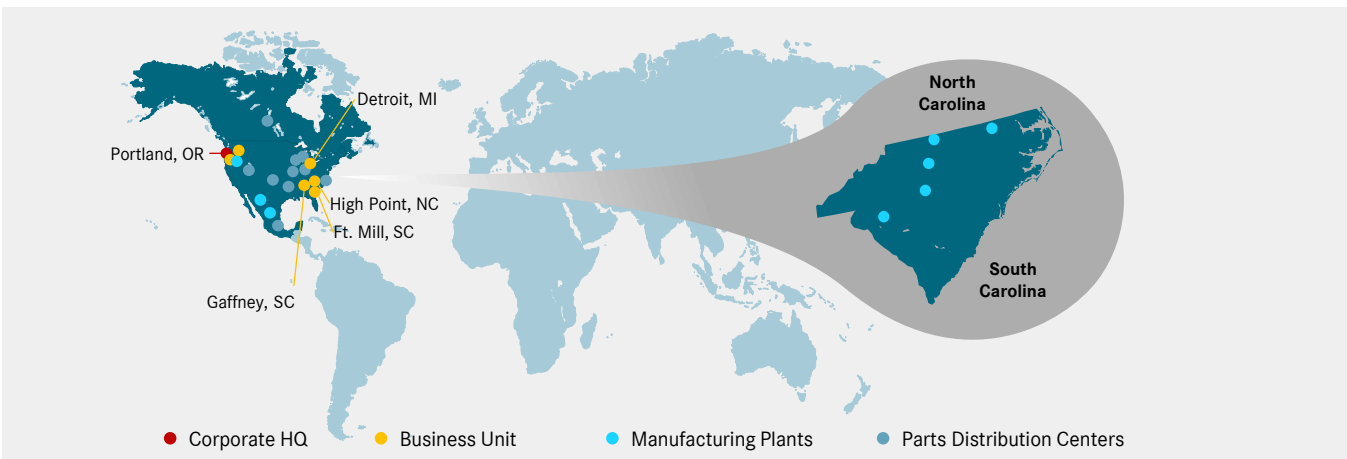 North
Carolina
Detroit, MI
Portland, OR
High Point, NC
Ft. Mill, SC
South
Carolina
Gaffney, SC
Corporate HQ
Business Unit
Manufacturing Plants
Parts Distribution Centers